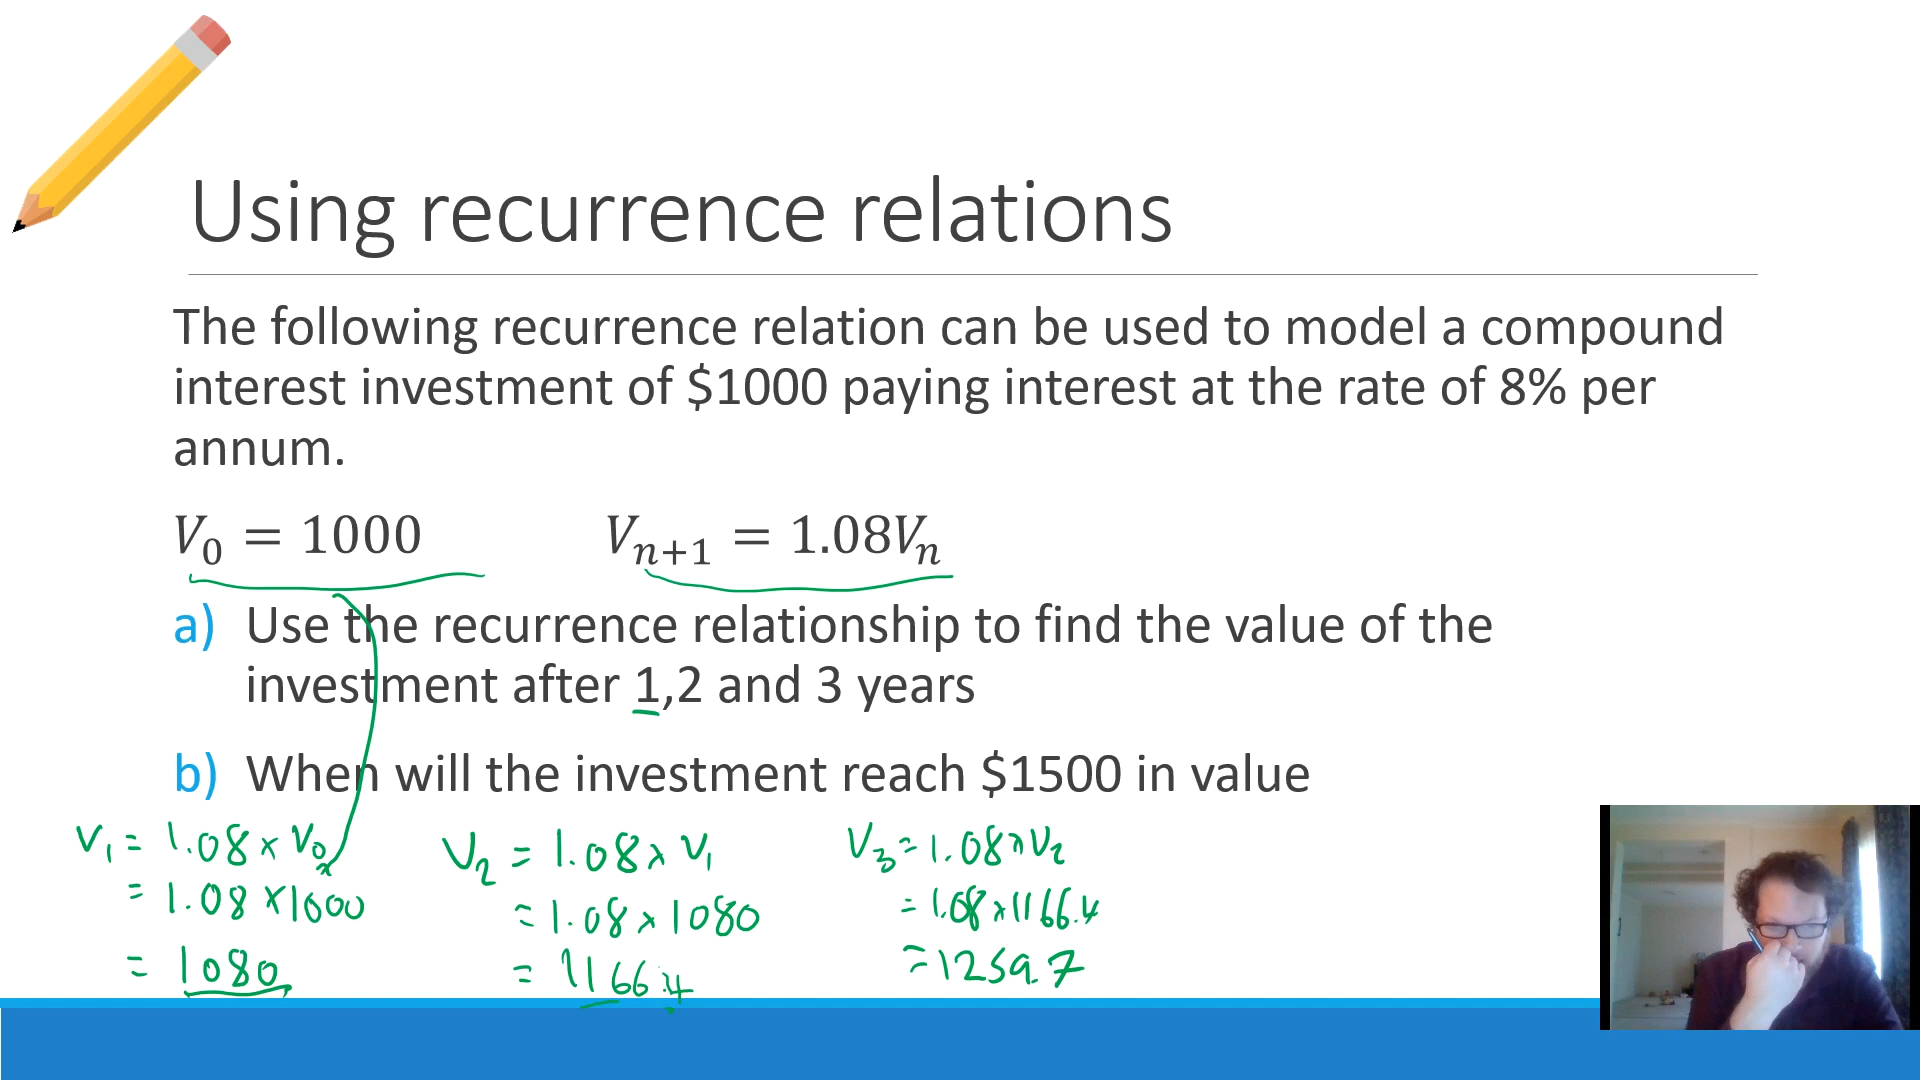 Using recurrence relations
The following recurrence relation can be used to model a compound
interest investment of $1000 paying interest at the rate of 8% per
annum.
V₀ = 1000 Vₙ₊₁ = 1.08Vₙ
a) Use the recurrence relationship to find the value of the
investment after 1,2 and 3 years
b) When will the investment reach $1500 in value
V₁ = 1.08 × V₀
= 1.08 × 1000
= 1080
V₂ = 1.08 × V₁
= 1.08 × 1080
= 1166.4
V₃ = 1.08 × V₂
= 1.08 × 1166.4
= 1259.7